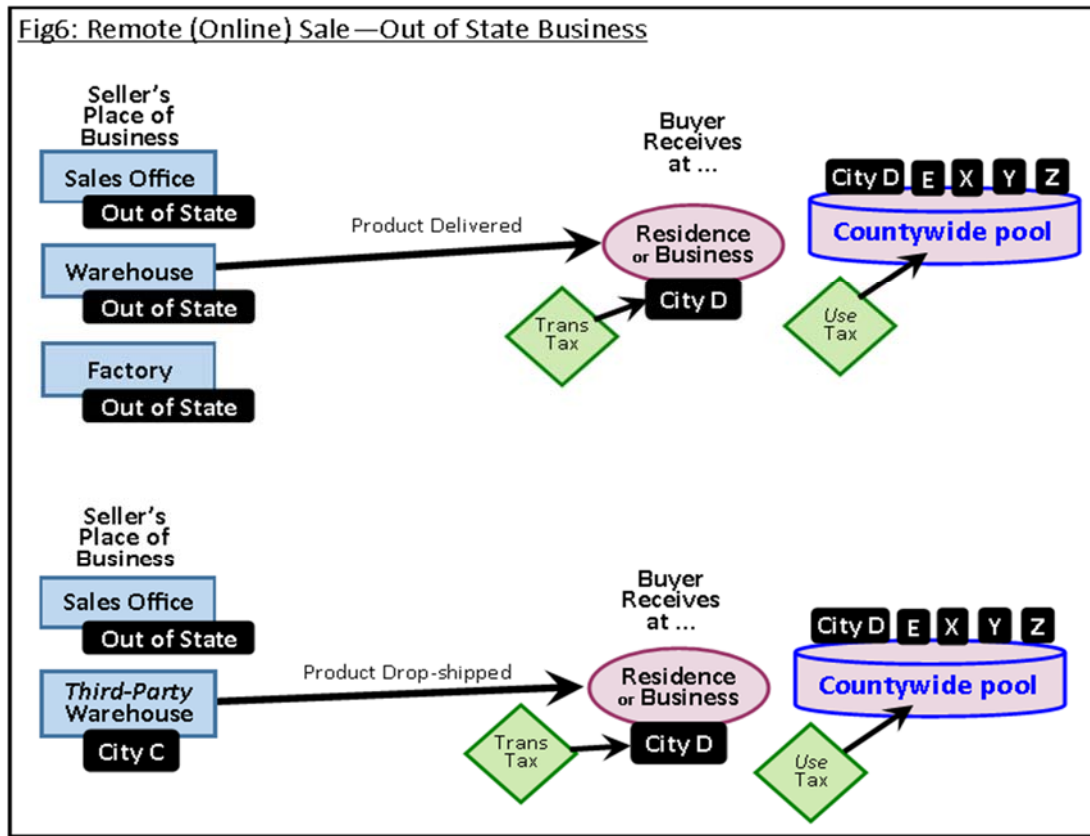 Fig6: Remote (Online) Sale—Out of State Business
Seller's
Place of
Business
Sales Office
Out of State
Warehouse
Out of State
Factory
Out of State
Product Delivered
Buyer
Receives
at ...
Residence
or Business
City D
Trans
Tax
City D E X Y Z
Countywide pool
Use
Tax
Seller's
Place of
Business
Sales Office
Out of State
Third-Party
Warehouse
City C
Product Drop-shipped
Buyer
Receives
at ...
Residence
or Business
City D
Trans
Tax
City D E X Y Z
Countywide pool
Use
Tax